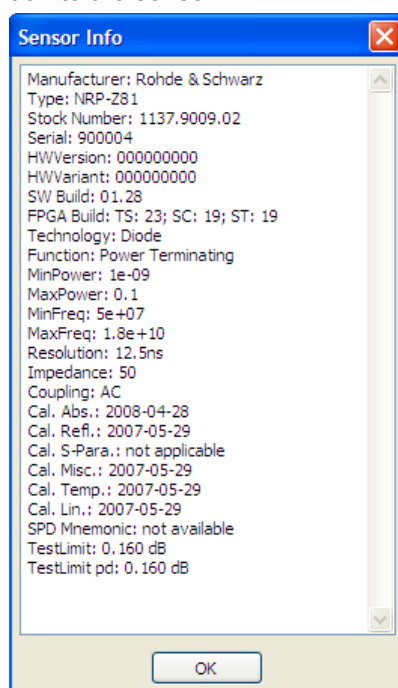 Sensor Info
Manufacturer: Rohde & Schwarz
Type: NRP-Z81
Stock Number: 1137.9009.02
Serial: 900004
HWVersion: 000000000
HWVariant: 000000000
SW Build: 01.28
FPGA Build: TS: 23; SC: 19; ST: 19
Technology: Diode
Function: Power Terminating
MinPower: 1e-09
MaxPower: 0.1
MinFreq: 5e+07
MaxFreq: 1.8e+10
Resolution: 12.5ns
Impedance: 50
Coupling: AC
Cal. Abs.: 2008-04-28
Cal. Refl.: 2007-05-29
Cal. S-Para.: not applicable
Cal. Misc.: 2007-05-29
Cal. Temp.: 2007-05-29
Cal. Lin.: 2007-05-29
SPD Mnemonic: not available
TestLimit: 0.160 dB
TestLimit pd: 0.160 dB
OK